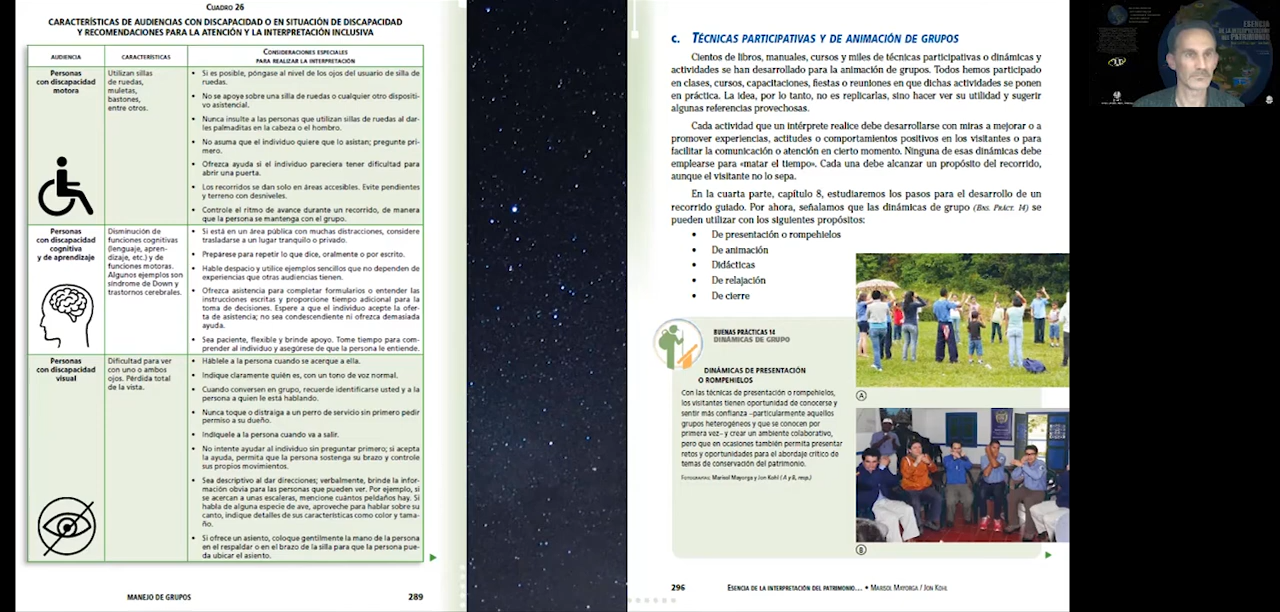 CUADRO 26
CARACTERÍSTICAS DE AUDIENCIAS CON DISCAPACIDAD O EN SITUACIÓN DE DISCAPACIDAD
Y RECOMENDACIONES PARA LA ATENCIÓN Y LA INTERPRETACIÓN INCLUSIVA
AUDIENCIA
CARACTERÍSTICAS
CONSIDERACIONES ESPECIALES
PARA REALIZAR LA INTERPRETACIÓN
Personas
con discapacidad
motora
Utilizan sillas
de ruedas,
muletas,
bastones,
entre otros.
• Si es posible, póngase al nivel de los ojos del usuario de silla de
ruedas.
• No se apoye sobre una silla de ruedas o cualquier otro dispositi-
vo asistencial.
• Nunca insulte a las personas que utilizan sillas de ruedas al dar-
les palmaditas en la cabeza o el hombro.
• No asuma que el individuo quiere que lo asistan; pregunte pri-
mero.
• Ofrezca ayuda si el individuo pareciera tener dificultad para
abrir una puerta.
• Los recorridos se dan solo en áreas accesibles. Evite pendientes
y terreno con desniveles.
• Controle el ritmo de avance durante un recorrido, de manera
que la persona se mantenga con el grupo.
Personas
con discapacidad
cognitiva
y de aprendizaje
Disminución de
funciones cognitivas
(lenguaje, apren-
dizaje, etc.) y de
funciones motoras.
Algunos ejemplos son
síndrome de Down y
trastornos cerebrales.
• Si está en un área pública con muchas distracciones, considere
trasladarse a un lugar tranquilo o privado.
• Prepárese para repetir lo que dice, oralmente o por escrito.
• Hable despacio y utilice ejemplos sencillos que no dependen de
experiencias que otras audiencias tienen.
• Ofrezca asistencia para completar formularios o entender las
instrucciones escritas y proporcione tiempo adicional para la
toma de decisiones. Espere a que el individuo acepte la ofer-
ta de asistencia; no sea condescendiente ni ofrezca demasiada
ayuda.
• Sea paciente, flexible y brinde apoyo. Tome tiempo para com-
prender al individuo y asegúrese de que la persona le entiende.
Personas
con discapacidad
visual
Dificultad para ver
con uno o ambos
ojos. Pérdida total
de la vista.
• Háblele a la persona cuando se acerque a ella.
• Indique claramente quién es, con un tono de voz normal.
• Cuando conversen en grupo, recuerde identificarse usted y a la
persona a quien le está hablando.
• Nunca toque o distraiga a un perro de servicio sin primero pedir
permiso a su dueño.
• Indíquele a la persona cuando va a salir.
• No intente ayudar al individuo sin preguntar primero; si acepta
la ayuda, permita que la persona sostenga su brazo y controle
sus propios movimientos.
• Sea descriptivo al dar direcciones; verbalmente, brinde la infor-
mación obvia para las personas que pueden ver. Por ejemplo, si
se acercan a unas escaleras, mencione cuántos peldaños hay. Si
habla de alguna especie de ave, aproveche para hablar sobre su
canto, indique detalles de sus características como color y tama-
ño.
• Si ofrece un asiento, coloque gentilmente la mano de la persona
en el respaldar o en el brazo de la silla para que la persona pue-
da ubicar el asiento.
MANEJO DE GRUPOS 289
c. TÉCNICAS PARTICIPATIVAS Y DE ANIMACIÓN DE GRUPOS
Cientos de libros, manuales, cursos y miles de técnicas participativas o dinámicas y
actividades se han desarrollado para la animación de grupos. Todos hemos participado
en clases, cursos, capacitaciones, fiestas o reuniones en que dichas actividades se ponen
en práctica. La idea, por lo tanto, no es replicarlas, sino hacer ver su utilidad y sugerir
algunas referencias provechosas.
Cada actividad que un intérprete realice debe desarrollarse con miras a mejorar o a
promover experiencias, actitudes o comportamientos positivos en los visitantes o para
facilitar la comunicación o atención en cierto momento. Ninguna de esas dinámicas debe
emplearse para «matar el tiempo». Cada una debe alcanzar un propósito del recorrido,
aunque el visitante no lo sepa.
En la cuarta parte, capítulo 8, estudiaremos los pasos para el desarrollo de un
recorrido guiado. Por ahora, señalamos que las dinámicas de grupo (BNS. PRÁCT. 14) se
pueden utilizar con los siguientes propósitos:
• De presentación o rompehielos
• De animación
• Didácticas
• De relajación
• De cierre
BUENAS PRÁCTICAS 14
DINÁMICAS DE GRUPO
DINÁMICAS DE PRESENTACIÓN
O ROMPEHIELOS
Con las técnicas de presentación o rompehielos,
los visitantes tienen oportunidad de conocerse y
sentir más confianza –particularmente aquellos
grupos heterogéneos y que se conocen por
primera vez– y crear un ambiente colaborativo,
pero que en ocasiones también permita presentar
retos y oportunidades para el abordaje crítico de
temas de conservación del patrimonio.
FOTOGRAFÍAS: Marisol Mayorga y Jon Kohl (A y B, resp.)
A
B
296 ESENCIA DE LA INTERPRETACIÓN DEL PATRIMONIO... • MARISOL MAYORGA / JON KOHL
ESENCIA
DE LA INTERPRETACIÓN
DEL PATRIMONIO